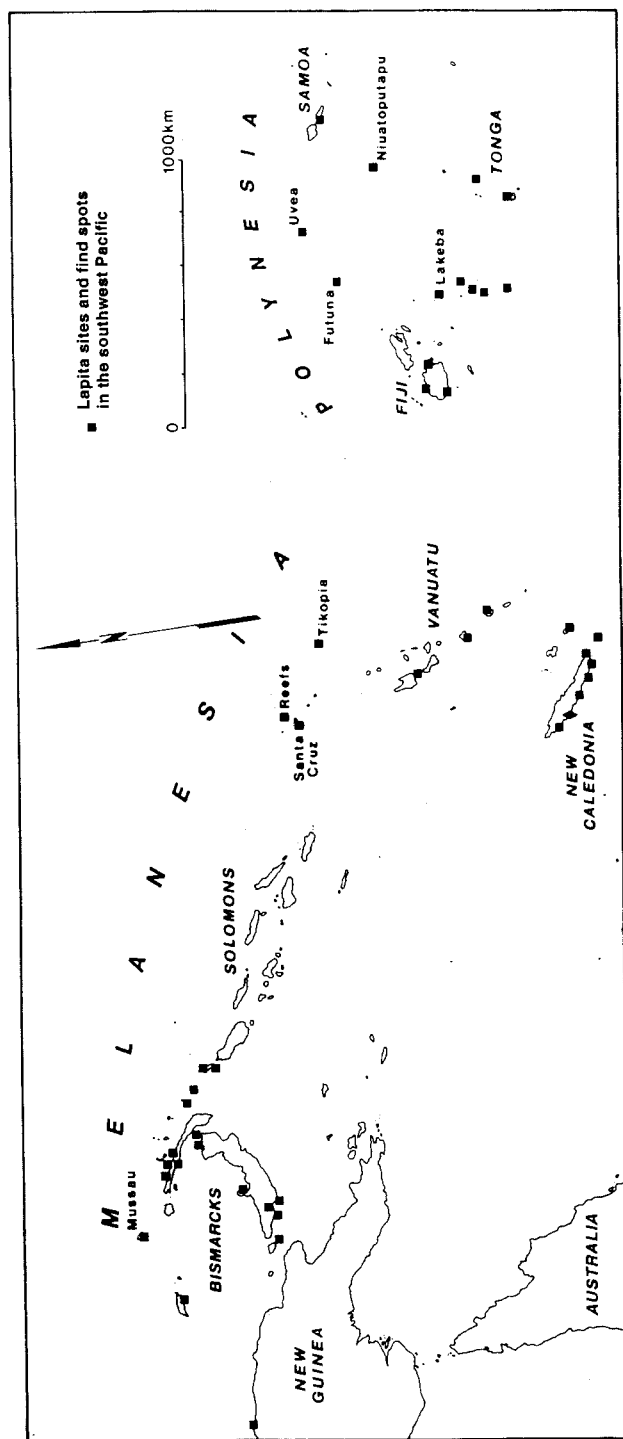 ■ Lapita sites and find spots
in the southwest Pacific
0 1000km
MELANESIA
POLYNESIA
N
Mussau
BISMARCKS
NEW
GUINEA
AUSTRALIA
SOLOMONS
Reefs
Santa
Cruz
Tikopia
VANUATU
NEW
CALEDONIA
FIJI
Futuna
Uvea
Lakeba
SAMOA
Niuatoputapu
TONGA